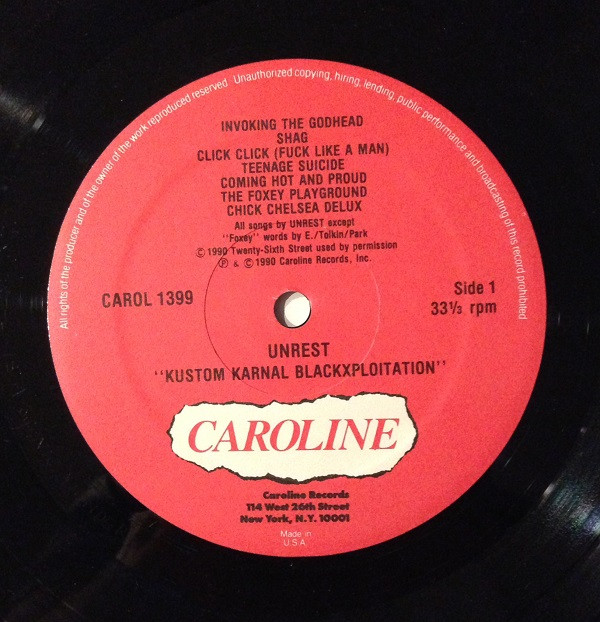 All rights of the producer and of the owner of the work reproduced reserved. Unauthorized copying, hiring, lending, public performance and broadcasting of this record prohibited
INVOKING THE GODHEAD
SHAG
CLICK CLICK (FUCK LIKE A MAN)
TEENAGE SUICIDE
COMING HOT AND PROUD
THE FOXEY PLAYGROUND
CHICK CHELSEA DELUX
All songs by UNREST except
"Foxey" words by E./Tolkin/Park
© 1990 Twenty-Sixth Street used by permission
℗ & © 1990 Caroline Records, Inc.
CAROL 1399
Side 1
33⅓ rpm
UNREST
"KUSTOM KARNAL BLACKXPLOITATION"
CAROLINE
Caroline Records
114 West 26th Street
New York, N.Y. 10001
Made in
U.S.A.